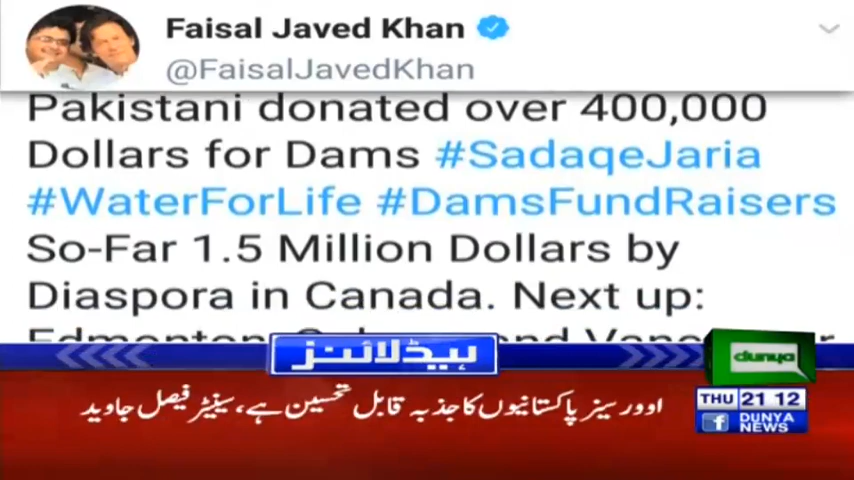 Faisal Javed Khan
@FaisalJavedKhan
Pakistani donated over 400,000
Dollars for Dams #SadaqeJaria
#WaterForLife #DamsFundRaisers
So-Far 1.5 Million Dollars by
Diaspora in Canada. Next up:
ہیڈلائنز
dunya
اوورسیز پاکستانیوں کا جذبہ قابل تحسین ہے، سینیٹر فیصل جاوید
THU 21 12
DUNYA
NEWS